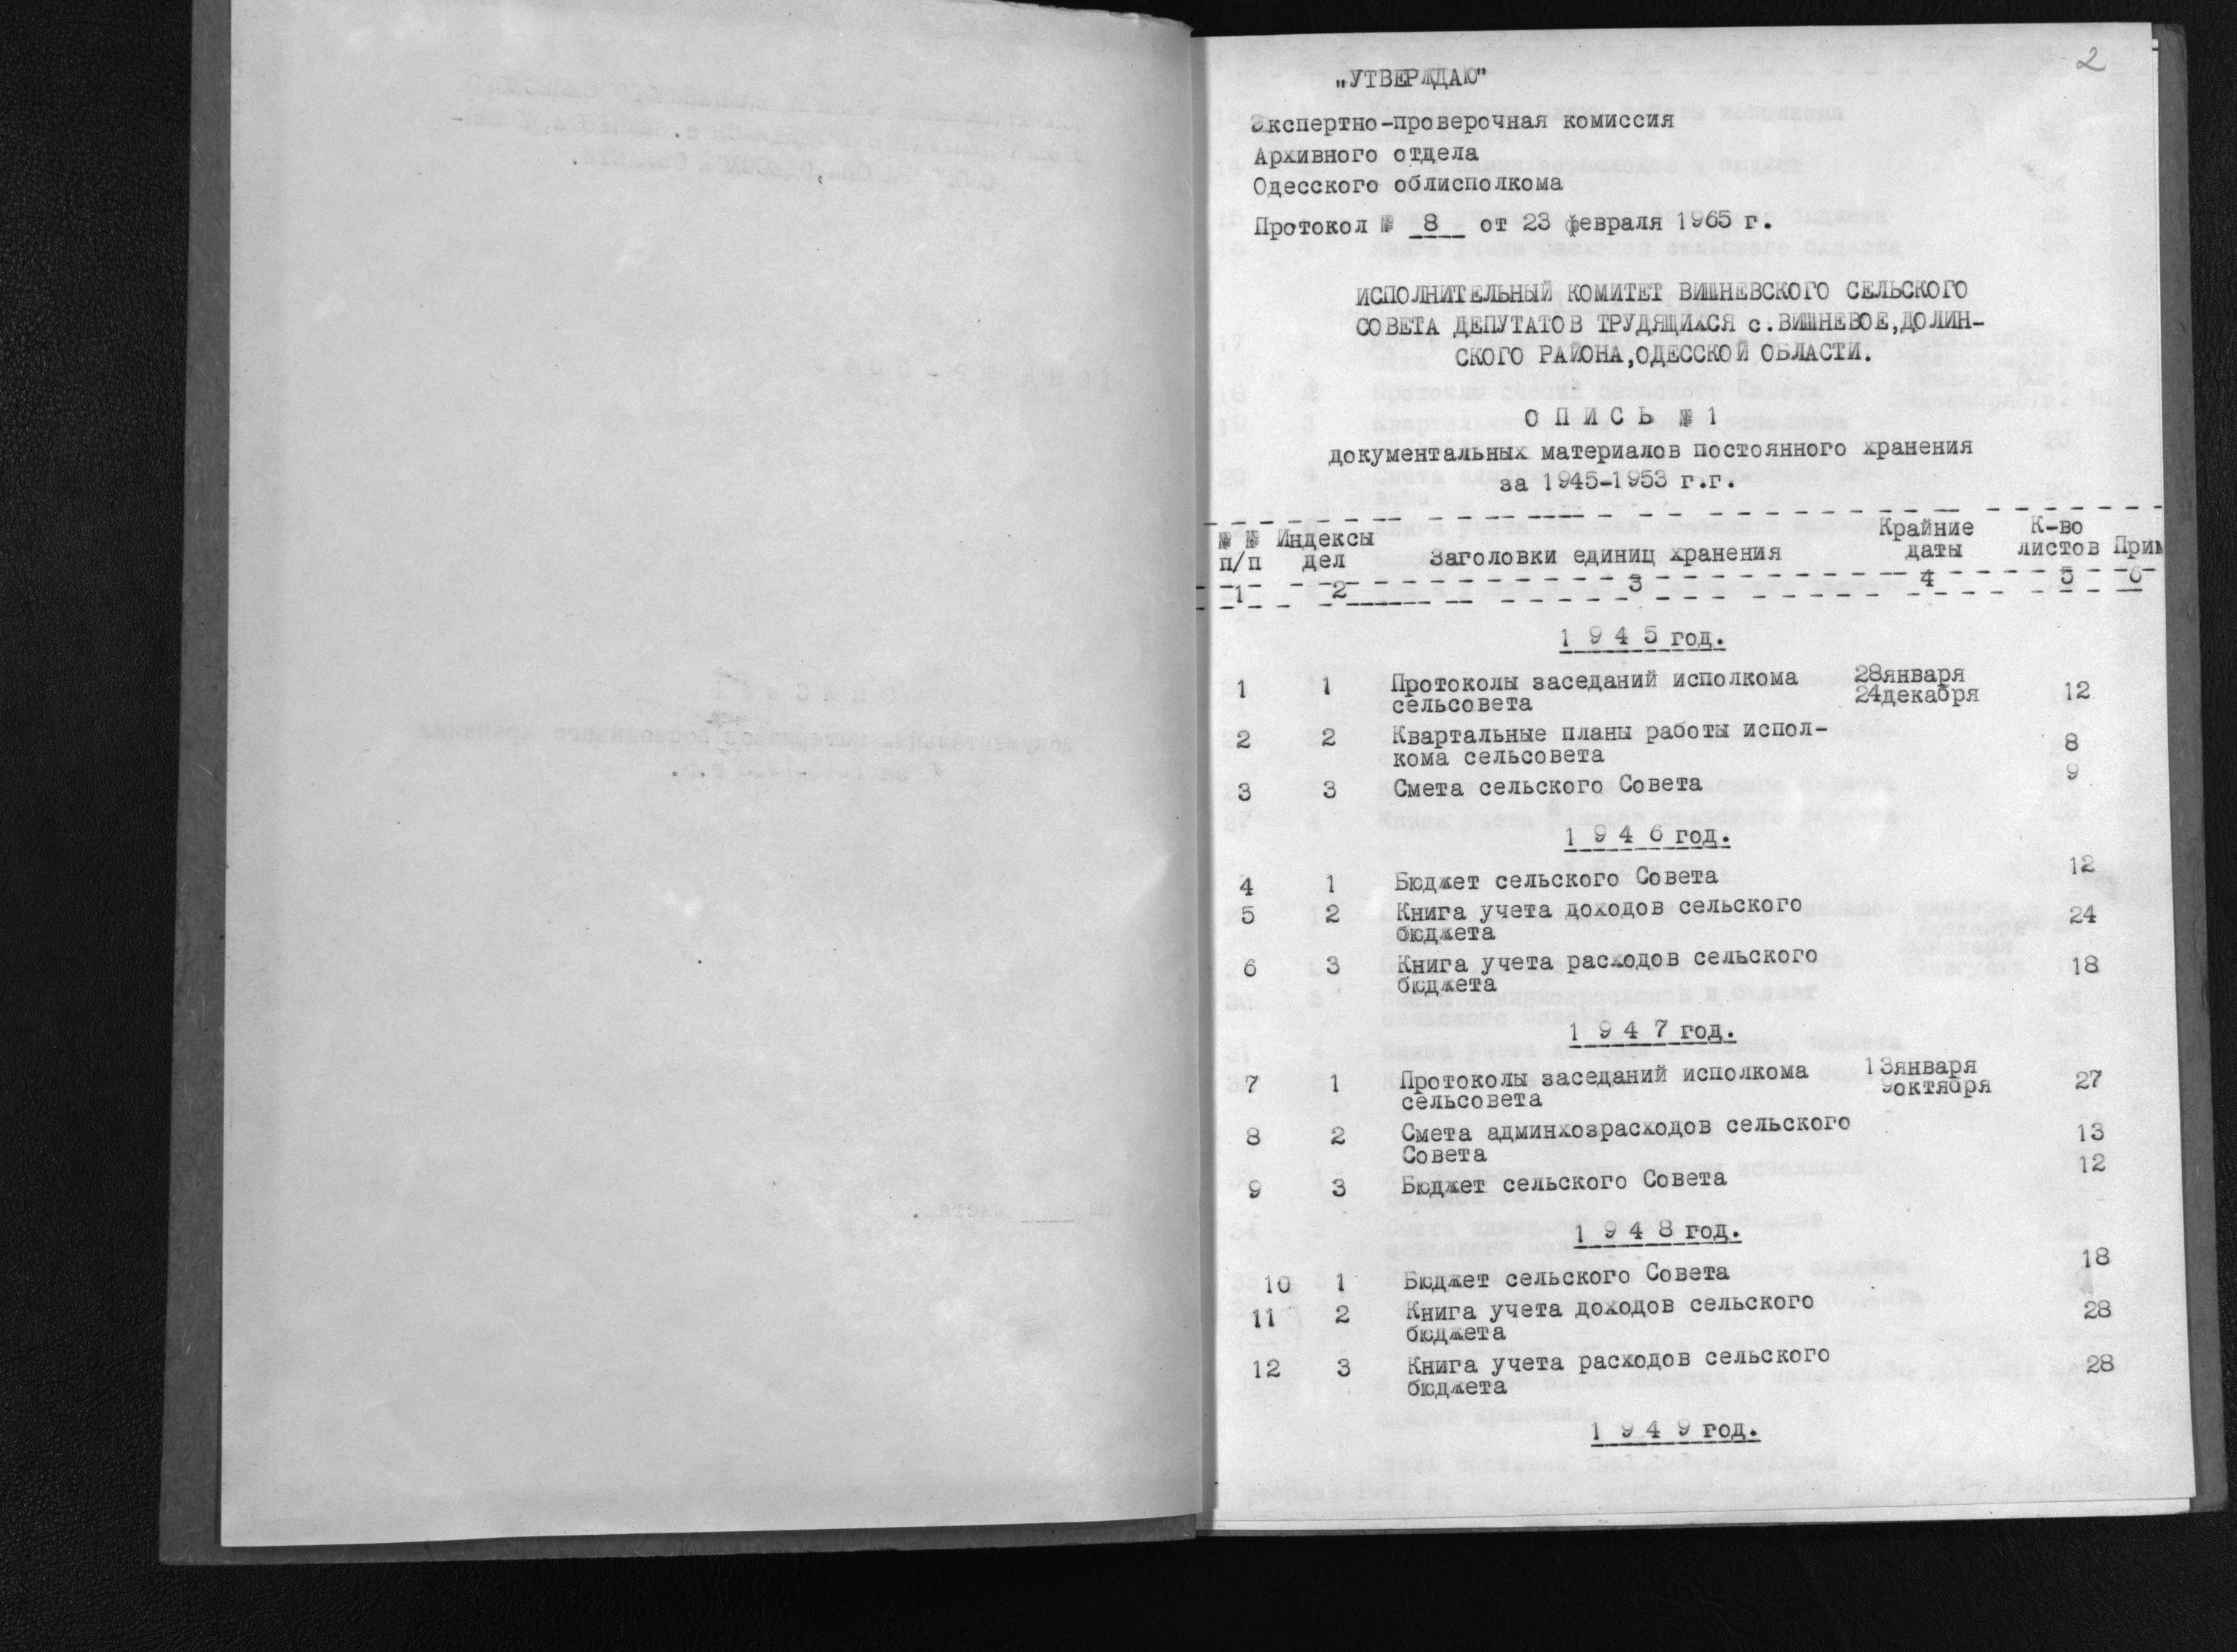 2
„УТВЕРЖДАЮ"
Экспертно-проверочная комиссия
Архивного отдела
Одесского облисполкома
Протокол № 8 от 23 февраля 1965 г.
ИСПОЛНИТЕЛЬНЫЙ КОМИТЕТ ВИШНЕВСКОГО СЕЛЬСКОГО
СОВЕТА ДЕПУТАТОВ ТРУДЯЩИХСЯ с.ВИШНЕВОЕ,ДОЛИН-
СКОГО РАЙОНА,ОДЕССКОЙ ОБЛАСТИ.
О П И С Ь № 1
документальных материалов постоянного хранения
за 1945-1953 г.г.
№ № Индексы Заголовки единиц хранения Крайние К-во Прим
п/п дел даты листов
1 2 3 4 5 6
1 9 4 5 год.
1 1 Протоколы заседаний исполкома 28января
сельсовета 24декабря 12
2 2 Квартальные планы работы испол-
кома сельсовета 8
3 3 Смета сельского Совета 9
1 9 4 6 год.
4 1 Бюджет сельского Совета 12
5 2 Книга учета доходов сельского
бюджета 24
6 3 Книга учета расходов сельского
бюджета 18
1 9 4 7 год.
7 1 Протоколы заседаний исполкома 13января
сельсовета 9октября 27
8 2 Смета админхозрасходов сельского
Совета 13
9 3 Бюджет сельского Совета 12
1 9 4 8 год.
10 1 Бюджет сельского Совета 18
11 2 Книга учета доходов сельского
бюджета 28
12 3 Книга учета расходов сельского
бюджета 28
1 9 4 9 год.